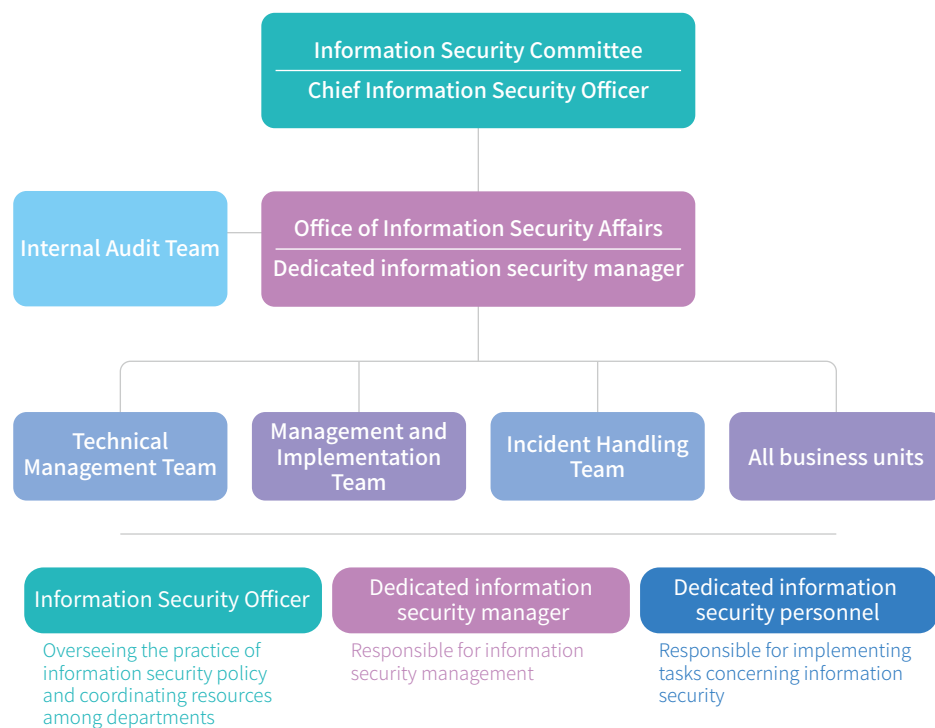 Information Security Committee
Chief Information Security Officer
Internal Audit Team
Office of Information Security Affairs
Dedicated information security manager
Technical
Management Team
Management and
Implementation
Team
Incident Handling
Team
All business units
Information Security Officer
Overseeing the practice of
information security policy
and coordinating resources
among departments
Dedicated information
security manager
Responsible for information
security management
Dedicated information
security personnel
Responsible for implementing
tasks concerning information
security